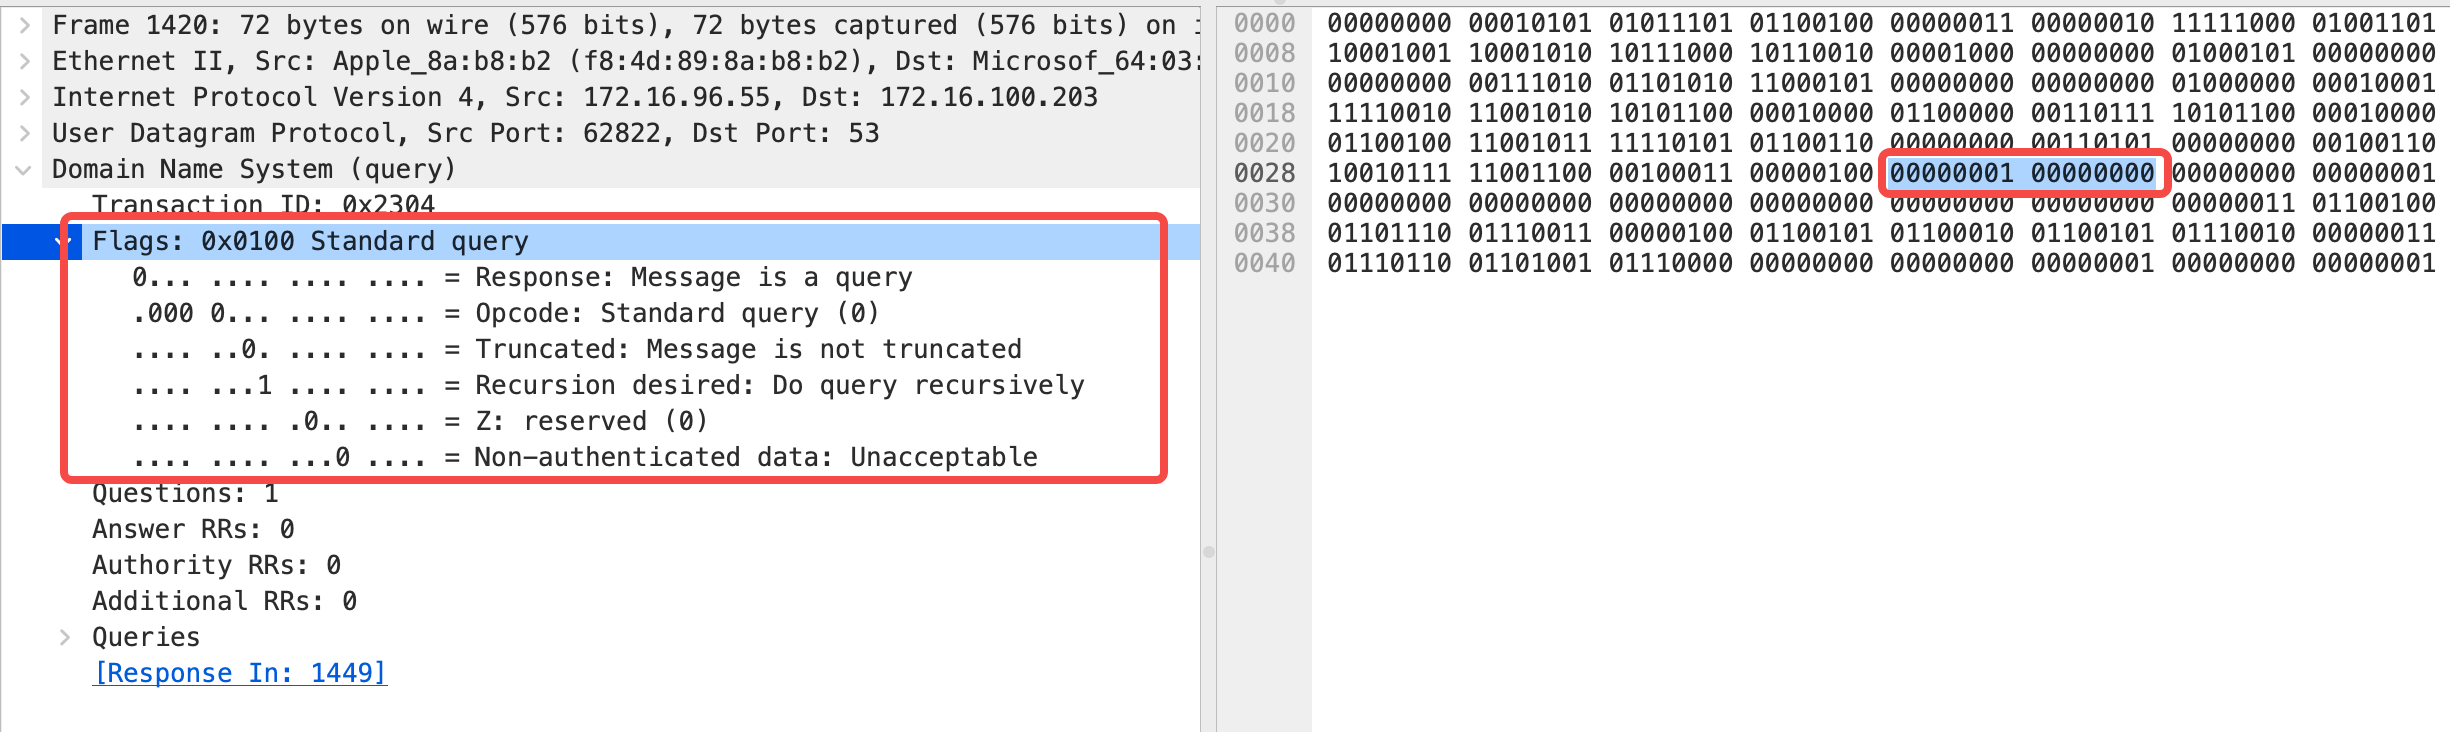 Frame 1420: 72 bytes on wire (576 bits), 72 bytes captured (576 bits) on
Ethernet II, Src: Apple_8a:b8:b2 (f8:4d:89:8a:b8:b2), Dst: Microsof_64:03:
Internet Protocol Version 4, Src: 172.16.96.55, Dst: 172.16.100.203
User Datagram Protocol, Src Port: 62822, Dst Port: 53
Domain Name System (query)
Transaction ID: 0x2304
Flags: 0x0100 Standard query
0... .... .... .... = Response: Message is a query
.000 0... .... .... = Opcode: Standard query (0)
.... ..0. .... .... = Truncated: Message is not truncated
.... ...1 .... .... = Recursion desired: Do query recursively
.... .... .0.. .... = Z: reserved (0)
.... .... ...0 .... = Non-authenticated data: Unacceptable
Questions: 1
Answer RRs: 0
Authority RRs: 0
Additional RRs: 0
Queries
[Response In: 1449]
0000 00000000 00010101 01011101 01100100 00000011 00000010 11111000 01001101
0008 10001001 10001010 10111000 10110010 00001000 00000000 01000101 00000000
0010 00000000 00111010 01101010 11000101 00000000 00000000 01000000 00010001
0018 11110010 11001010 10101100 00010000 01100000 00110111 10101100 00010000
0020 01100100 11001011 11110101 01100110 00000000 00110101 00000000 00100110
0028 10010111 11001100 00100011 00000100 00000001 00000000 00000000 00000001
0030 00000000 00000000 00000000 00000000 00000000 00000000 00000011 01100100
0038 01101110 01110011 00000100 01100101 01100010 01100101 01110010 00000011
0040 01110110 01101001 01110000 00000000 00000000 00000001 00000000 00000001